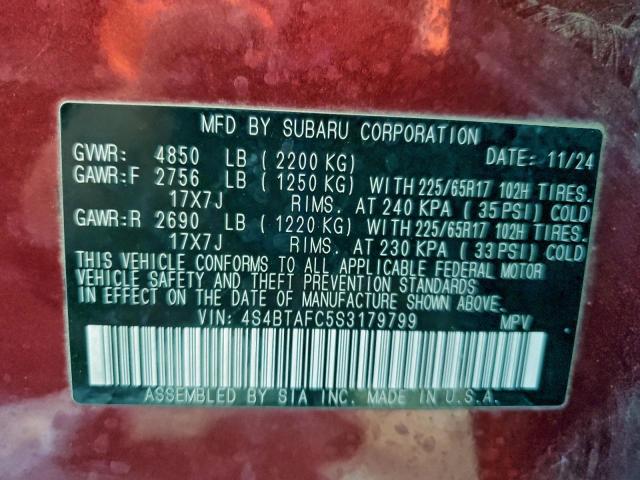 MFD BY SUBARU CORPORATION
GVWR: 4850 LB ( 2200 KG) DATE: 11/24
GAWR:F 2756 LB ( 1250 KG) WITH 225/65R17 102H TIRES.
17X7J RIMS. AT 240 KPA ( 35 PSI) COLD
GAWR:R 2690 LB ( 1220 KG) WITH 225/65R17 102H TIRES.
17X7J RIMS. AT 230 KPA ( 33 PSI) COLD
THIS VEHICLE CONFORMS TO ALL APPLICABLE FEDERAL MOTOR
VEHICLE SAFETY AND THEFT PREVENTION STANDARDS
IN EFFECT ON THE DATE OF MANUFACTURE SHOWN ABOVE.
VIN: 4S4BTAFC5S3179799 MPV
ASSEMBLED BY SIA INC. MADE IN U.S.A.